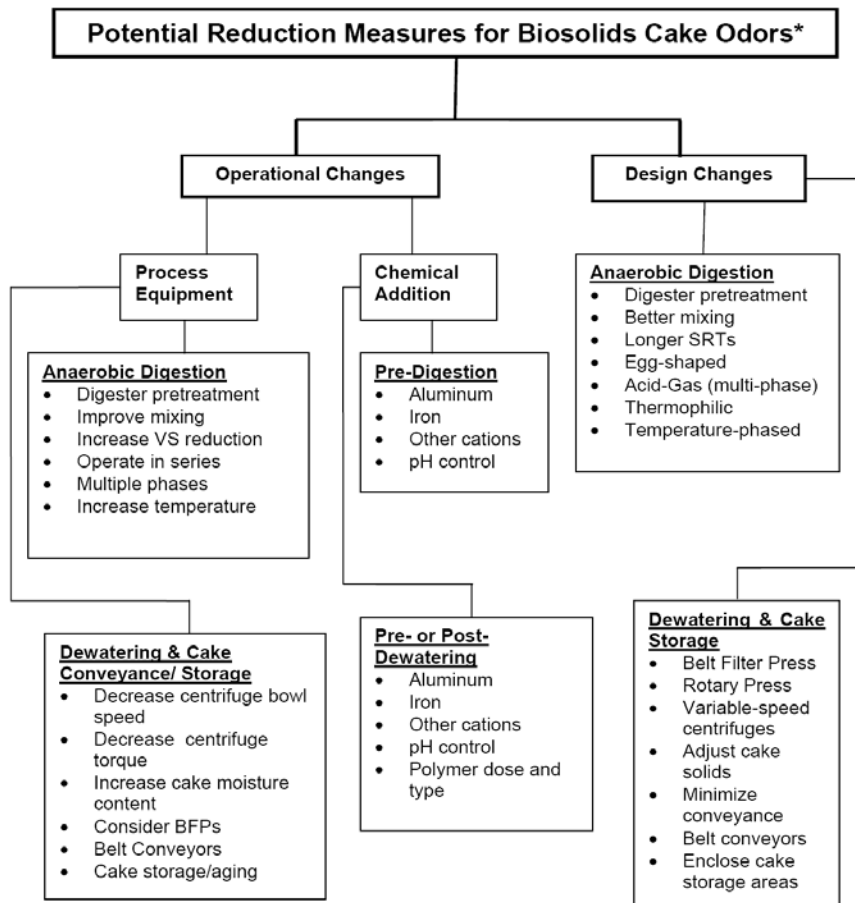 Potential Reduction Measures for Biosolids Cake Odors*
Operational Changes
Design Changes
Process
Equipment
Chemical
Addition
Anaerobic Digestion
• Digester pretreatment
• Better mixing
• Longer SRTs
• Egg-shaped
• Acid-Gas (multi-phase)
• Thermophilic
• Temperature-phased
Anaerobic Digestion
• Digester pretreatment
• Improve mixing
• Increase VS reduction
• Operate in series
• Multiple phases
• Increase temperature
Pre-Digestion
• Aluminum
• Iron
• Other cations
• pH control
Dewatering & Cake
Conveyance/ Storage
• Decrease centrifuge bowl
speed
• Decrease centrifuge
torque
• Increase cake moisture
content
• Consider BFPs
• Belt Conveyors
• Cake storage/aging
Pre- or Post-
Dewatering
• Aluminum
• Iron
• Other cations
• pH control
• Polymer dose and
type
Dewatering & Cake
Storage
• Belt Filter Press
• Rotary Press
• Variable-speed
centrifuges
• Adjust cake
solids
• Minimize
conveyance
• Belt conveyors
• Enclose cake
storage areas